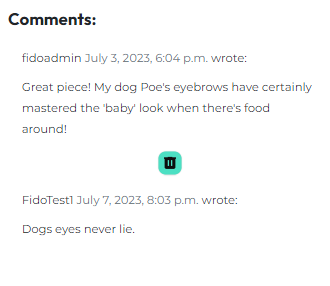 Comments:
fidoadmin July 3, 2023, 6:04 p.m. wrote:
Great piece! My dog Poe's eyebrows have certainly
mastered the 'baby' look when there's food
around!
FidoTest1 July 7, 2023, 8:03 p.m. wrote:
Dogs eyes never lie.